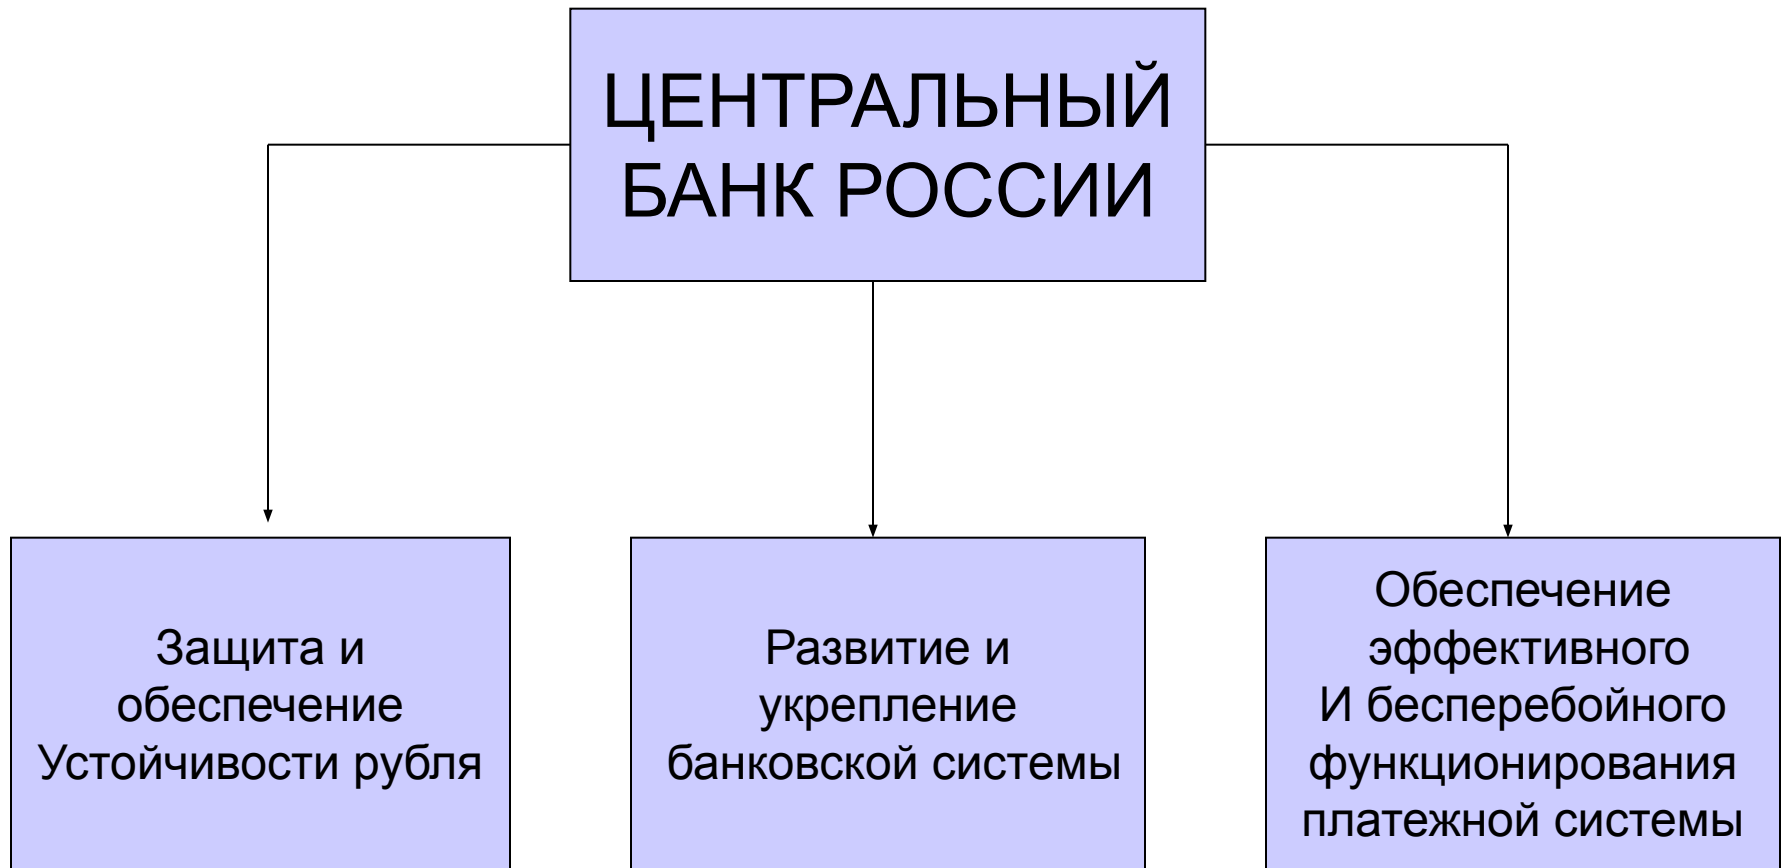 ЦЕНТРАЛЬНЫЙ
БАНК РОССИИ
Защита и
обеспечение
Устойчивости рубля
Развитие и
укрепление
банковской системы
Обеспечение
эффективного
И бесперебойного
функционирования
платежной системы